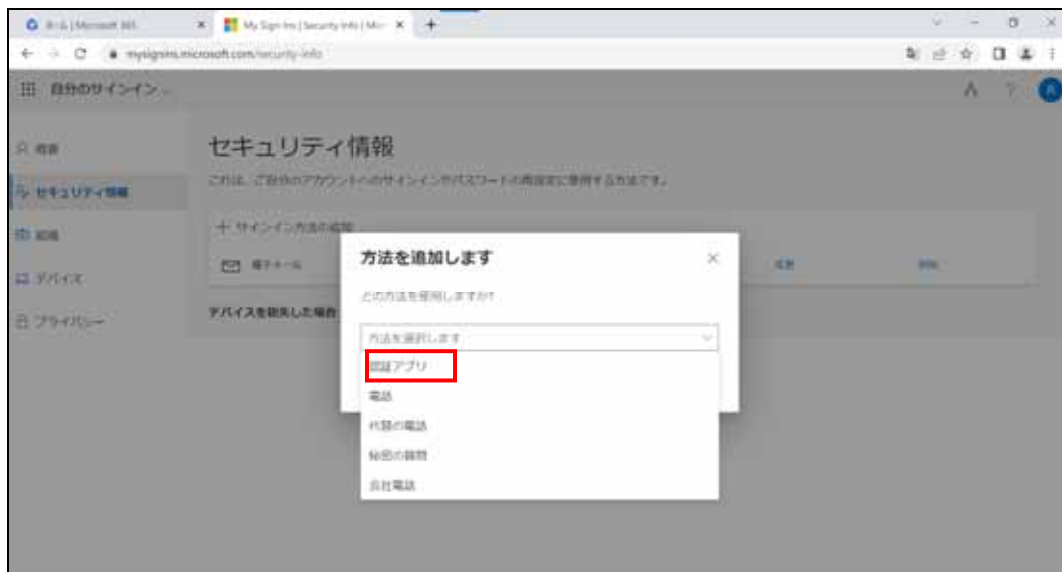 ホーム | Microsoft 365
My Sign-Ins | Security Info | Micr
mysignins.microsoft.com/security-info
自分のサインイン
A
概要
セキュリティ情報
組織
デバイス
プライバシー
セキュリティ情報
これは、ご自分のアカウントへのサインインやパスワードの再設定に使用する方法です。
サインイン方法の追加
電子メール
変更
削除
デバイスを紛失した場合
方法を追加します
どの方法を使用しますか?
方法を選択します
認証アプリ
電話
代替の電話
秘密の質問
会社電話